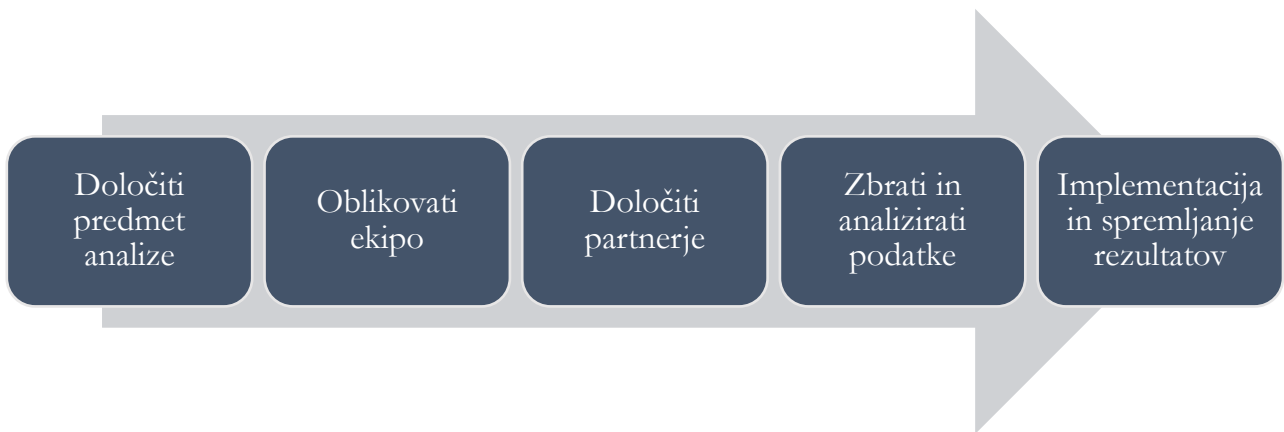 Določiti
predmet
analize
Oblikovati
ekipo
Določiti
partnerje
Zbrati in
analizirati
podatke
Implementacija
in spremljanje
rezultatov